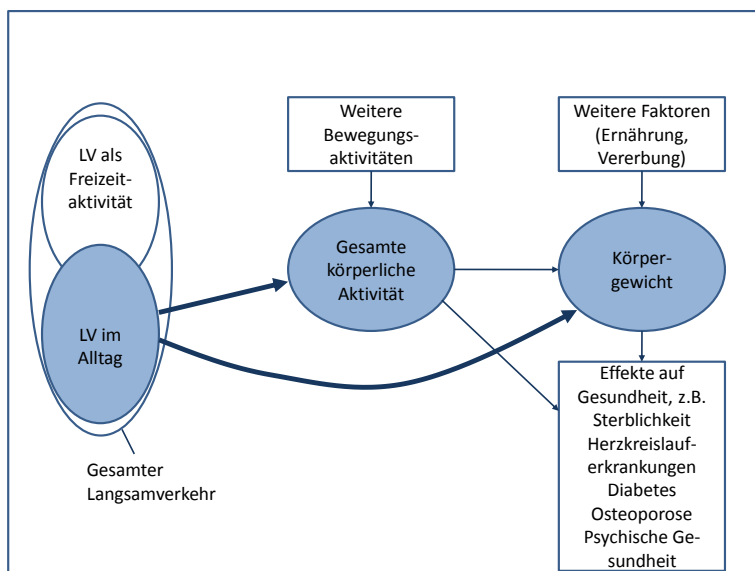 LV als
Freizeit-
aktivität
LV im
Alltag
Gesamter
Langsamverkehr
Weitere
Bewegungs-
aktivitäten
Gesamte
körperliche
Aktivität
Weitere Faktoren
(Ernährung,
Vererbung)
Körper-
gewicht
Effekte auf
Gesundheit, z.B.
Sterblichkeit
Herzkreislauf-
erkrankungen
Diabetes
Osteoporose
Psychische Ge-
sundheit